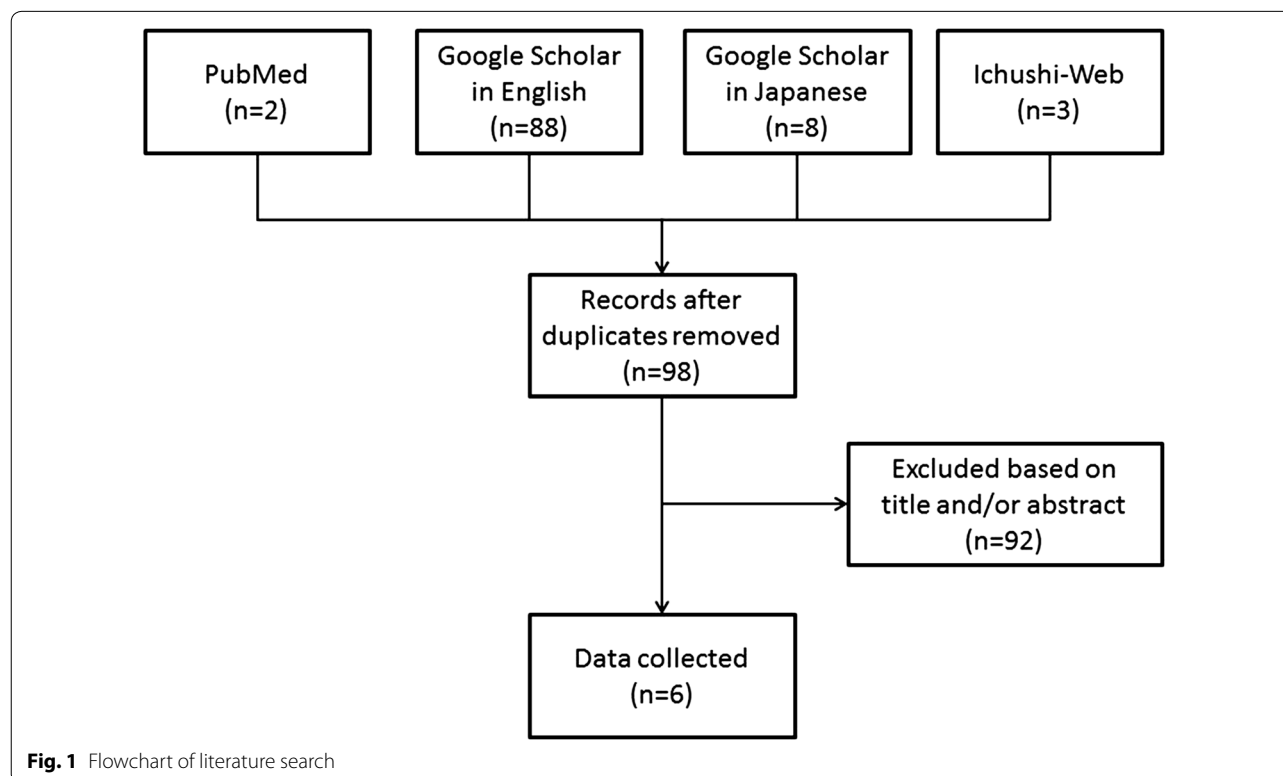 PubMed
(n=2)
Google Scholar
in English
(n=88)
Google Scholar
in Japanese
(n=8)
Ichushi-Web
(n=3)
Records after
duplicates removed
(n=98)
Excluded based on
title and/or abstract
(n=92)
Data collected
(n=6)
Fig. 1 Flowchart of literature search